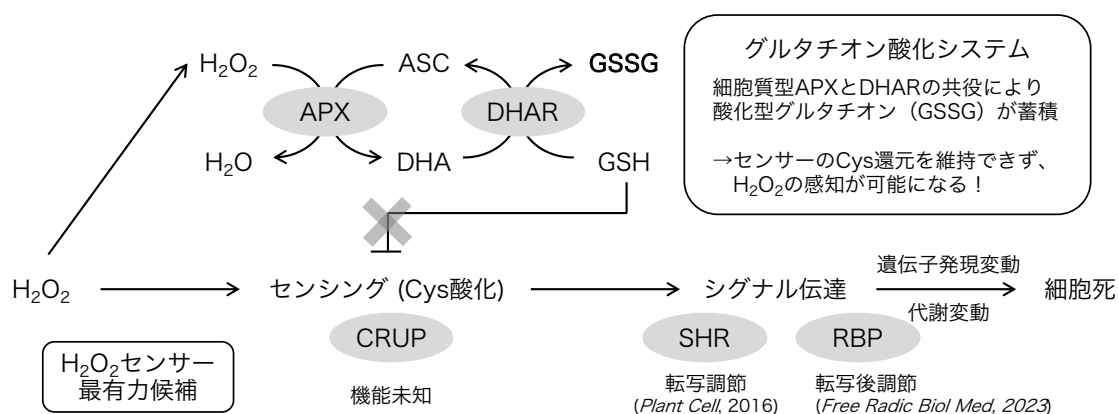 H₂O₂
ASC
GSSG
APX
DHAR
H₂O
DHA
GSH
グルタチオン酸化システム
細胞質型APXとDHARの共役により
酸化型グルタチオン（GSSG）が蓄積
→センサーのCys還元を維持できず、
H₂O₂の感知が可能になる！
H₂O₂
センシング (Cys酸化)
シグナル伝達
遺伝子発現変動
代謝変動
細胞死
CRUP
SHR
RBP
H₂O₂センサー
最有力候補
機能未知
転写調節
(Plant Cell, 2016)
転写後調節
(Free Radic Biol Med, 2023)